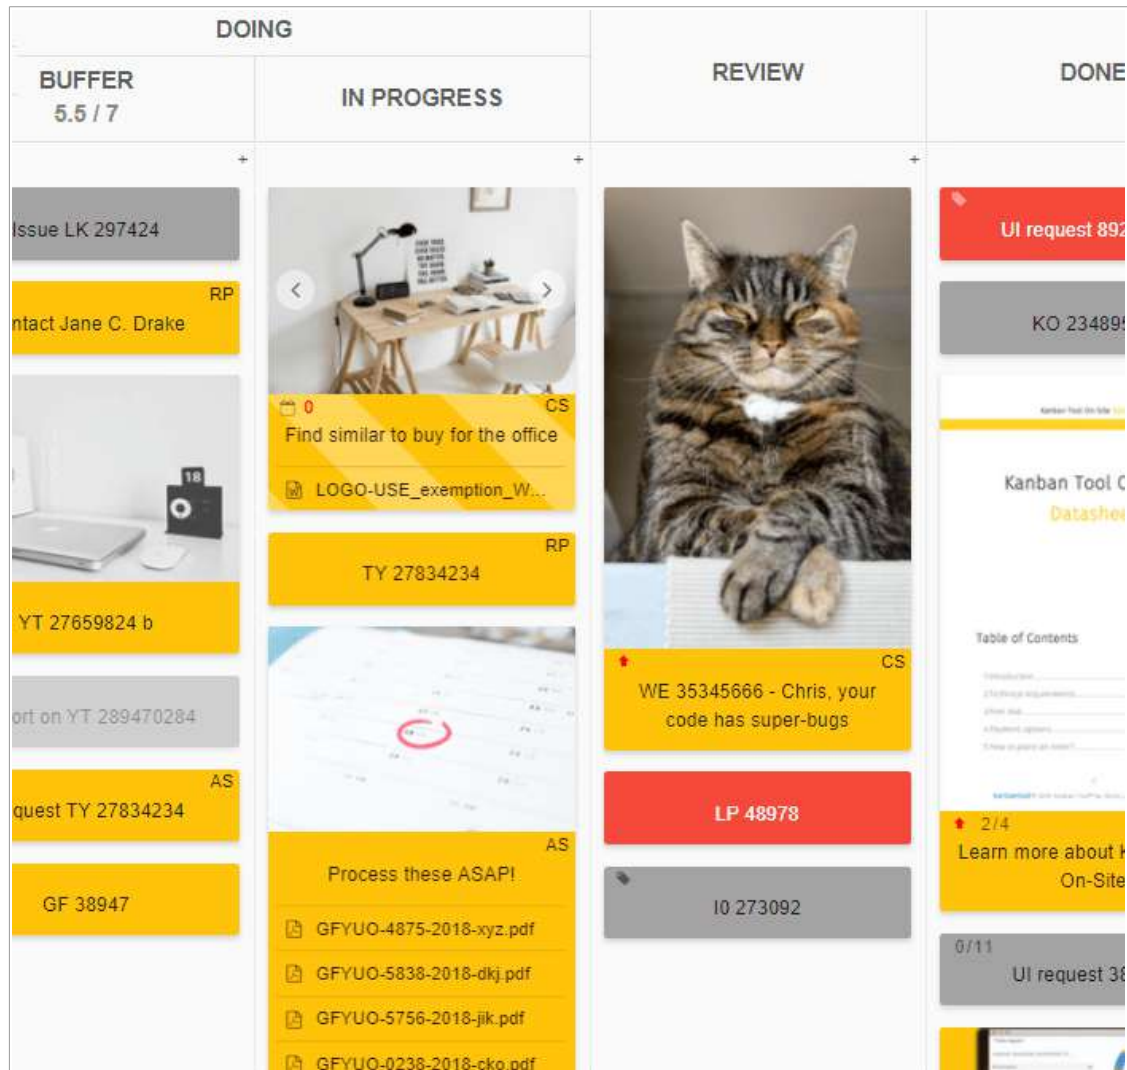 DOING
BUFFER
5.5 / 7
IN PROGRESS
REVIEW
DONE
+
+
+
Issue LK 297424
RP
ntact Jane C. Drake
18
YT 27659824 b
ort on YT 289470284
AS
quest TY 27834234
GF 38947
0
CS
Find similar to buy for the office
LOGO-USE_exemption_W...
RP
TY 27834234
AS
Process these ASAP!
GFYUO-4875-2018-xyz.pdf
GFYUO-5838-2018-dkj.pdf
GFYUO-5756-2018-jik.pdf
GFYUO-0238-2018-cko.pdf
CS
WE 35345666 - Chris, your
code has super-bugs
LP 48978
I0 273092
UI request 892
KO 234895
Kanban Tool On-Site
Kanban Tool O
Datashee
Table of Contents
2/4
Learn more about K
On-Site
0/11
UI request 38